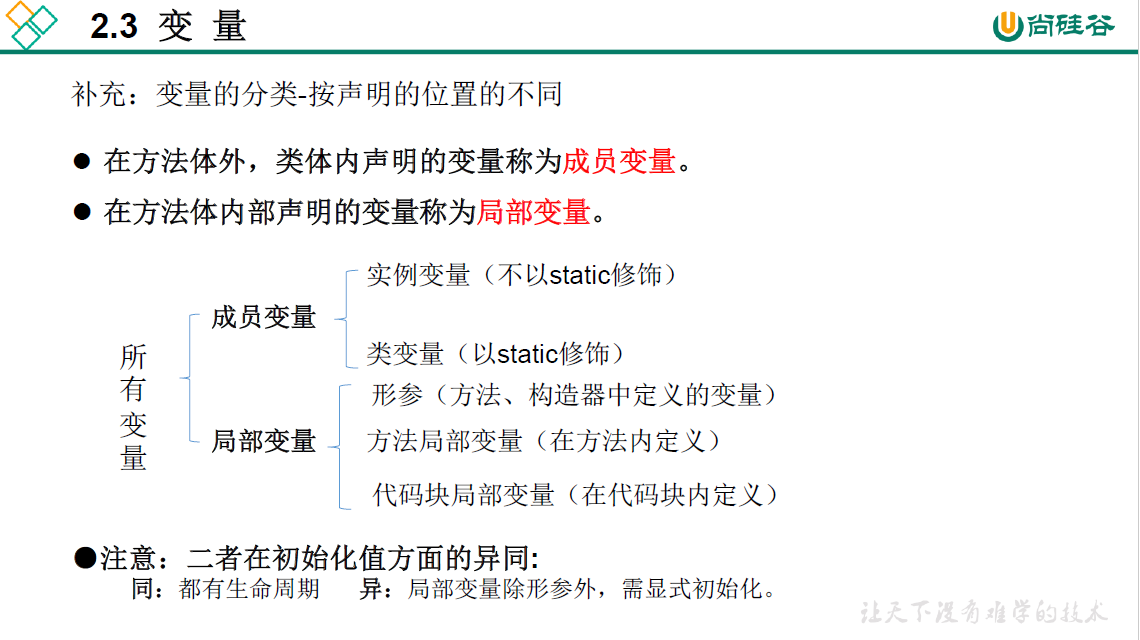 2.3 变 量
尚硅谷
补充：变量的分类-按声明的位置的不同
● 在方法体外，类体内声明的变量称为成员变量。
● 在方法体内部声明的变量称为局部变量。
所有变量
成员变量
实例变量（不以static修饰）
类变量（以static修饰）
局部变量
形参（方法、构造器中定义的变量）
方法局部变量（在方法内定义）
代码块局部变量（在代码块内定义）
●注意：二者在初始化值方面的异同:
同：都有生命周期 异：局部变量除形参外，需显式初始化。
让天下没有难学的技术